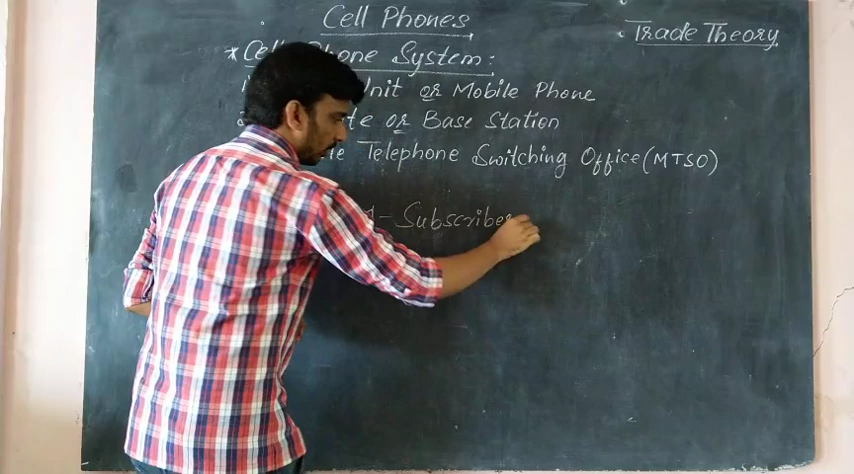 Cell Phones
Trade Theory
* Cell Phone System:
Unit or Mobile Phone
or Base Station
Telephone Switching Office (MTSO)
- Subscriber